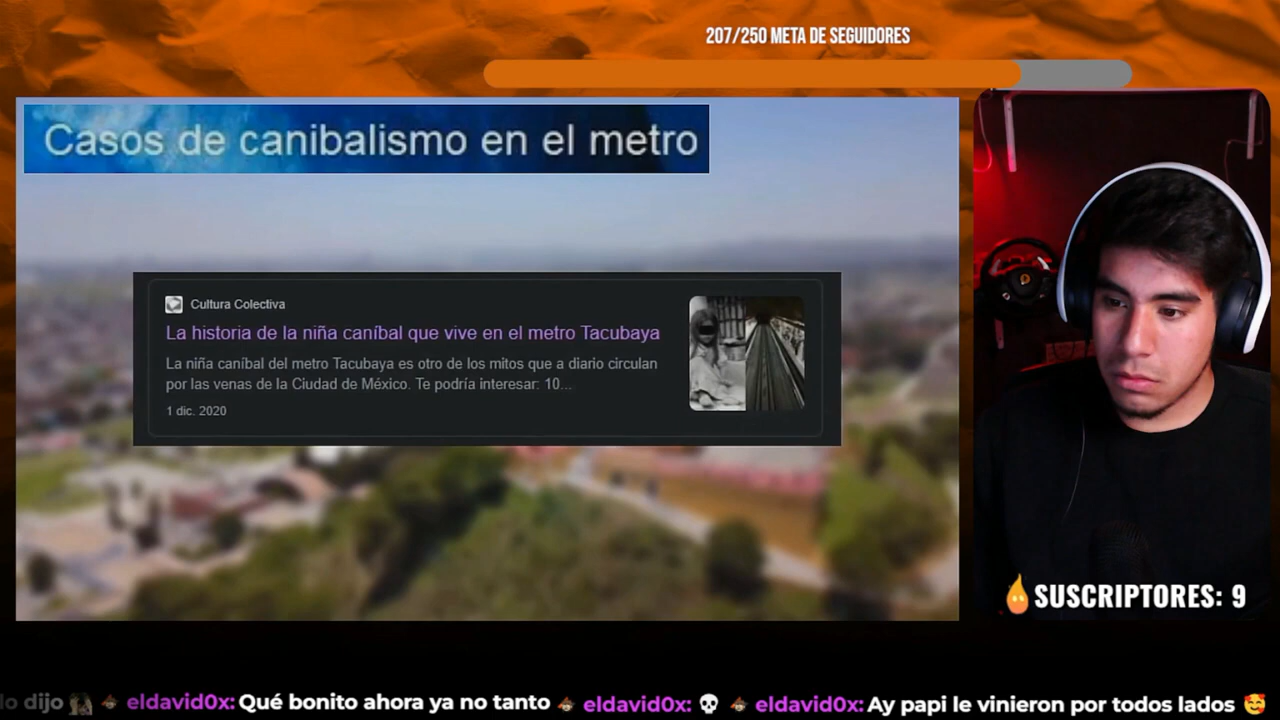 207/250 META DE SEGUIDORES
Casos de canibalismo en el metro
Cultura Colectiva
La historia de la niña caníbal que vive en el metro Tacubaya
La niña caníbal del metro Tacubaya es otro de los mitos que a diario circulan
por las venas de la Ciudad de México. Te podría interesar: 10...
1 dic. 2020
SUSCRIPTORES: 9
lo dijo eldavid0x: Qué bonito ahora ya no tanto eldavid0x: 💀 eldavid0x: Ay papi le vinieron por todos lados 🥰